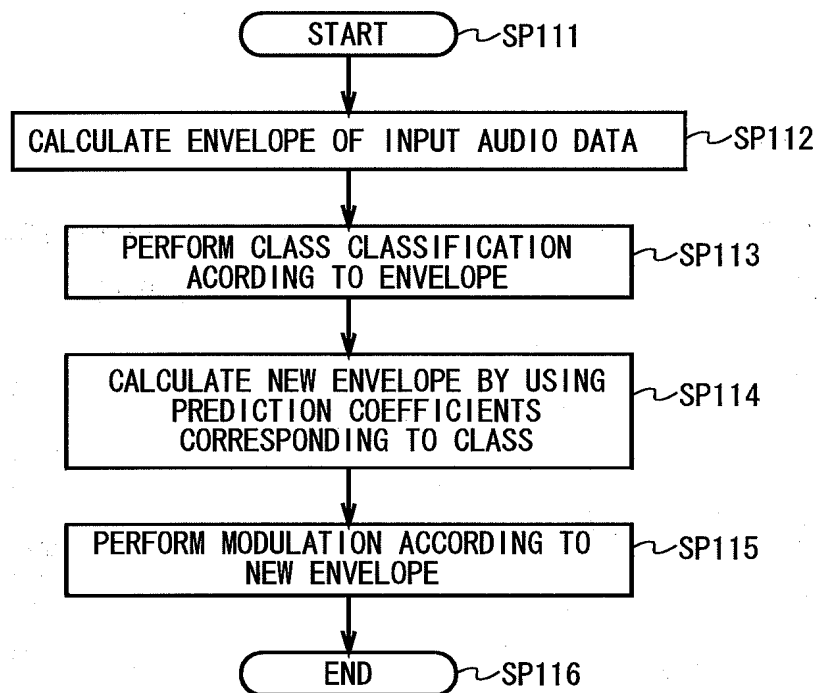 START
SP111
CALCULATE ENVELOPE OF INPUT AUDIO DATA
SP112
PERFORM CLASS CLASSIFICATION
ACORDING TO ENVELOPE
SP113
CALCULATE NEW ENVELOPE BY USING
PREDICTION COEFFICIENTS
CORRESPONDING TO CLASS
SP114
PERFORM MODULATION ACCORDING TO
NEW ENVELOPE
SP115
END
SP116